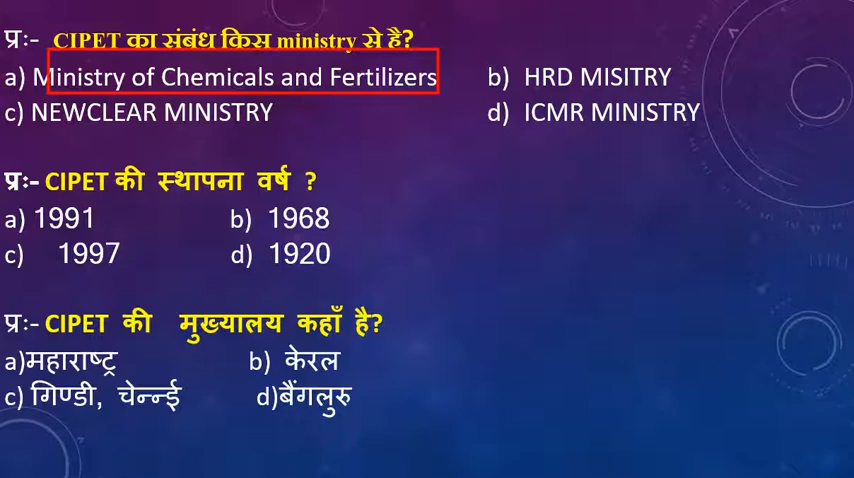 प्रः- CIPET का संबंध किस ministry से है?
a) Ministry of Chemicals and Fertilizers b) HRD MISITRY
c) NEWCLEAR MINISTRY d) ICMR MINISTRY
प्रः- CIPET की स्थापना वर्ष ?
a) 1991 b) 1968
c) 1997 d) 1920
प्रः- CIPET की मुख्यालय कहाँ है?
a)महाराष्ट्र b) केरल
c) गिण्डी, चेन्न्ई d)बैंगलुरु